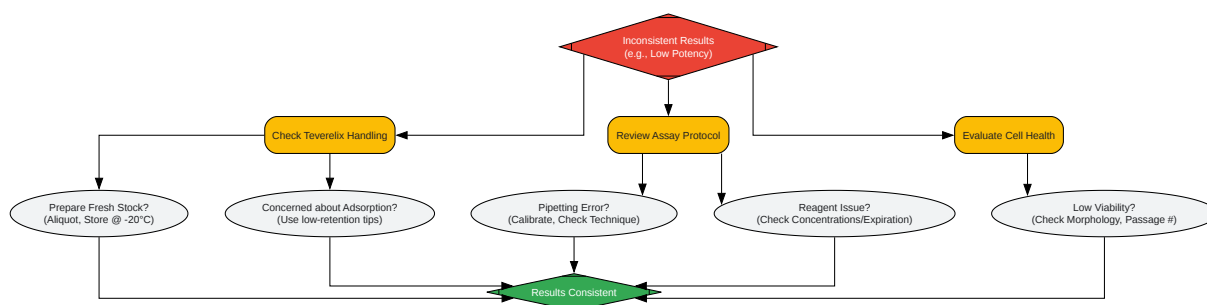 Inconsistent Results
(e.g., Low Potency)
Check Teverelix Handling
Review Assay Protocol
Evaluate Cell Health
Prepare Fresh Stock?
(Aliquot, Store @ -20°C)
Concerned about Adsorption?
(Use low-retention tips)
Pipetting Error?
(Calibrate, Check Technique)
Reagent Issue?
(Check Concentrations/Expiration)
Low Viability?
(Check Morphology, Passage #)
Results Consistent